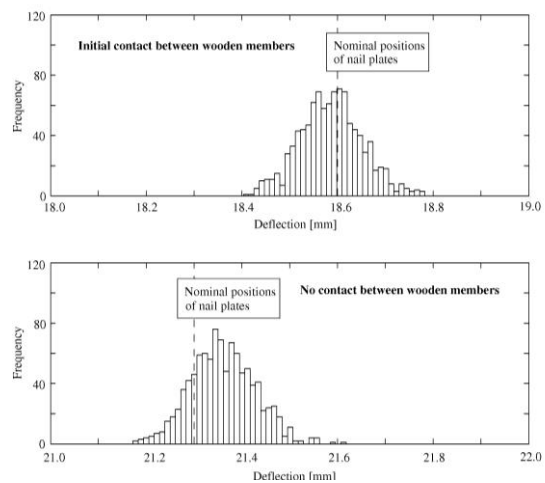 120
80
40
0
Frequency
Initial contact between wooden members
Nominal positions
of nail plates
18.0
18.2
18.4
18.6
18.8
19.0
Deflection [mm]
120
80
40
0
Frequency
Nominal positions
of nail plates
No contact between wooden members
21.0
21.2
21.4
21.6
21.8
22.0
Deflection [mm]